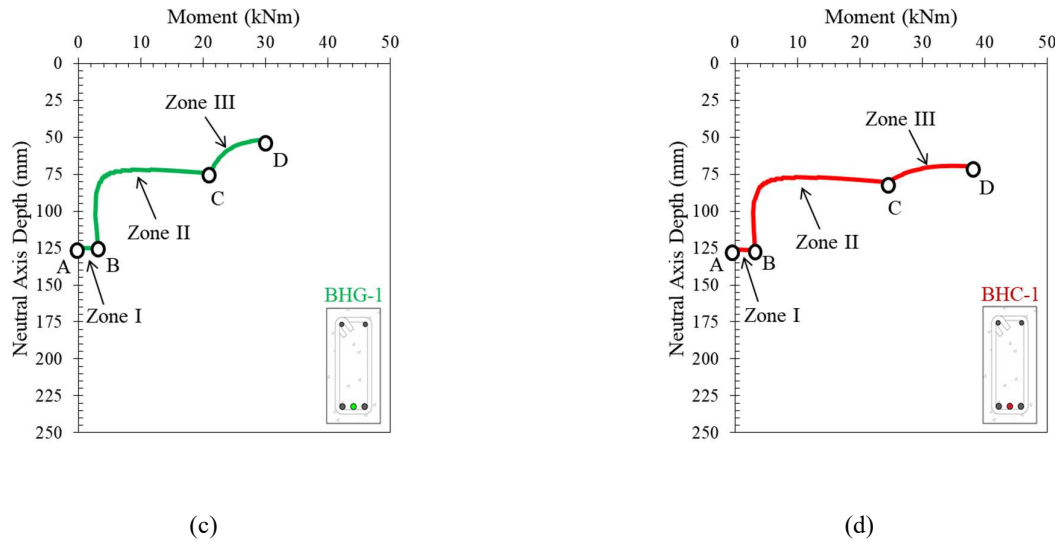 Moment (kNm)
0 10 20 30 40 50
Neutral Axis Depth (mm)
0
25
50
75
100
125
150
175
200
225
250
Zone III
D
C
Zone II
A
B
Zone I
BHG-1
(c)
Moment (kNm)
0 10 20 30 40 50
Neutral Axis Depth (mm)
0
25
50
75
100
125
150
175
200
225
250
Zone III
D
C
Zone II
A
B
Zone I
BHC-1
(d)